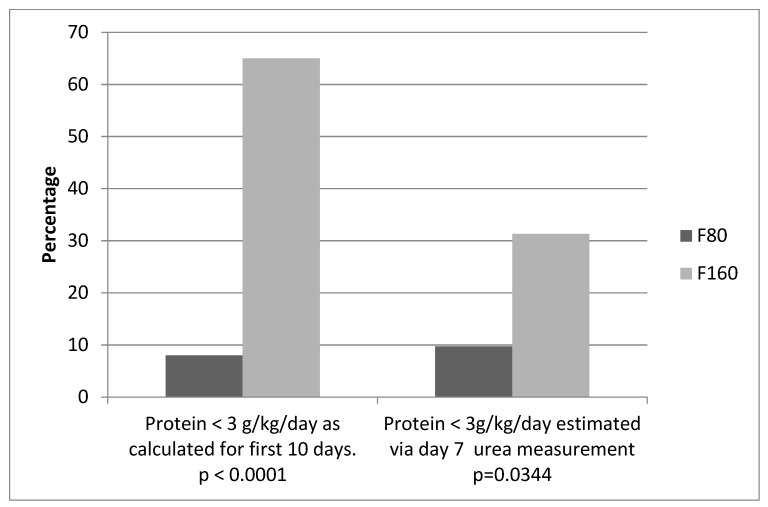 70
60
50
40
30
20
10
0
Percentage
Protein < 3 g/kg/day as
calculated for first 10 days.
p < 0.0001
Protein < 3g/kg/day estimated
via day 7 urea measurement
p=0.0344
F80
F160